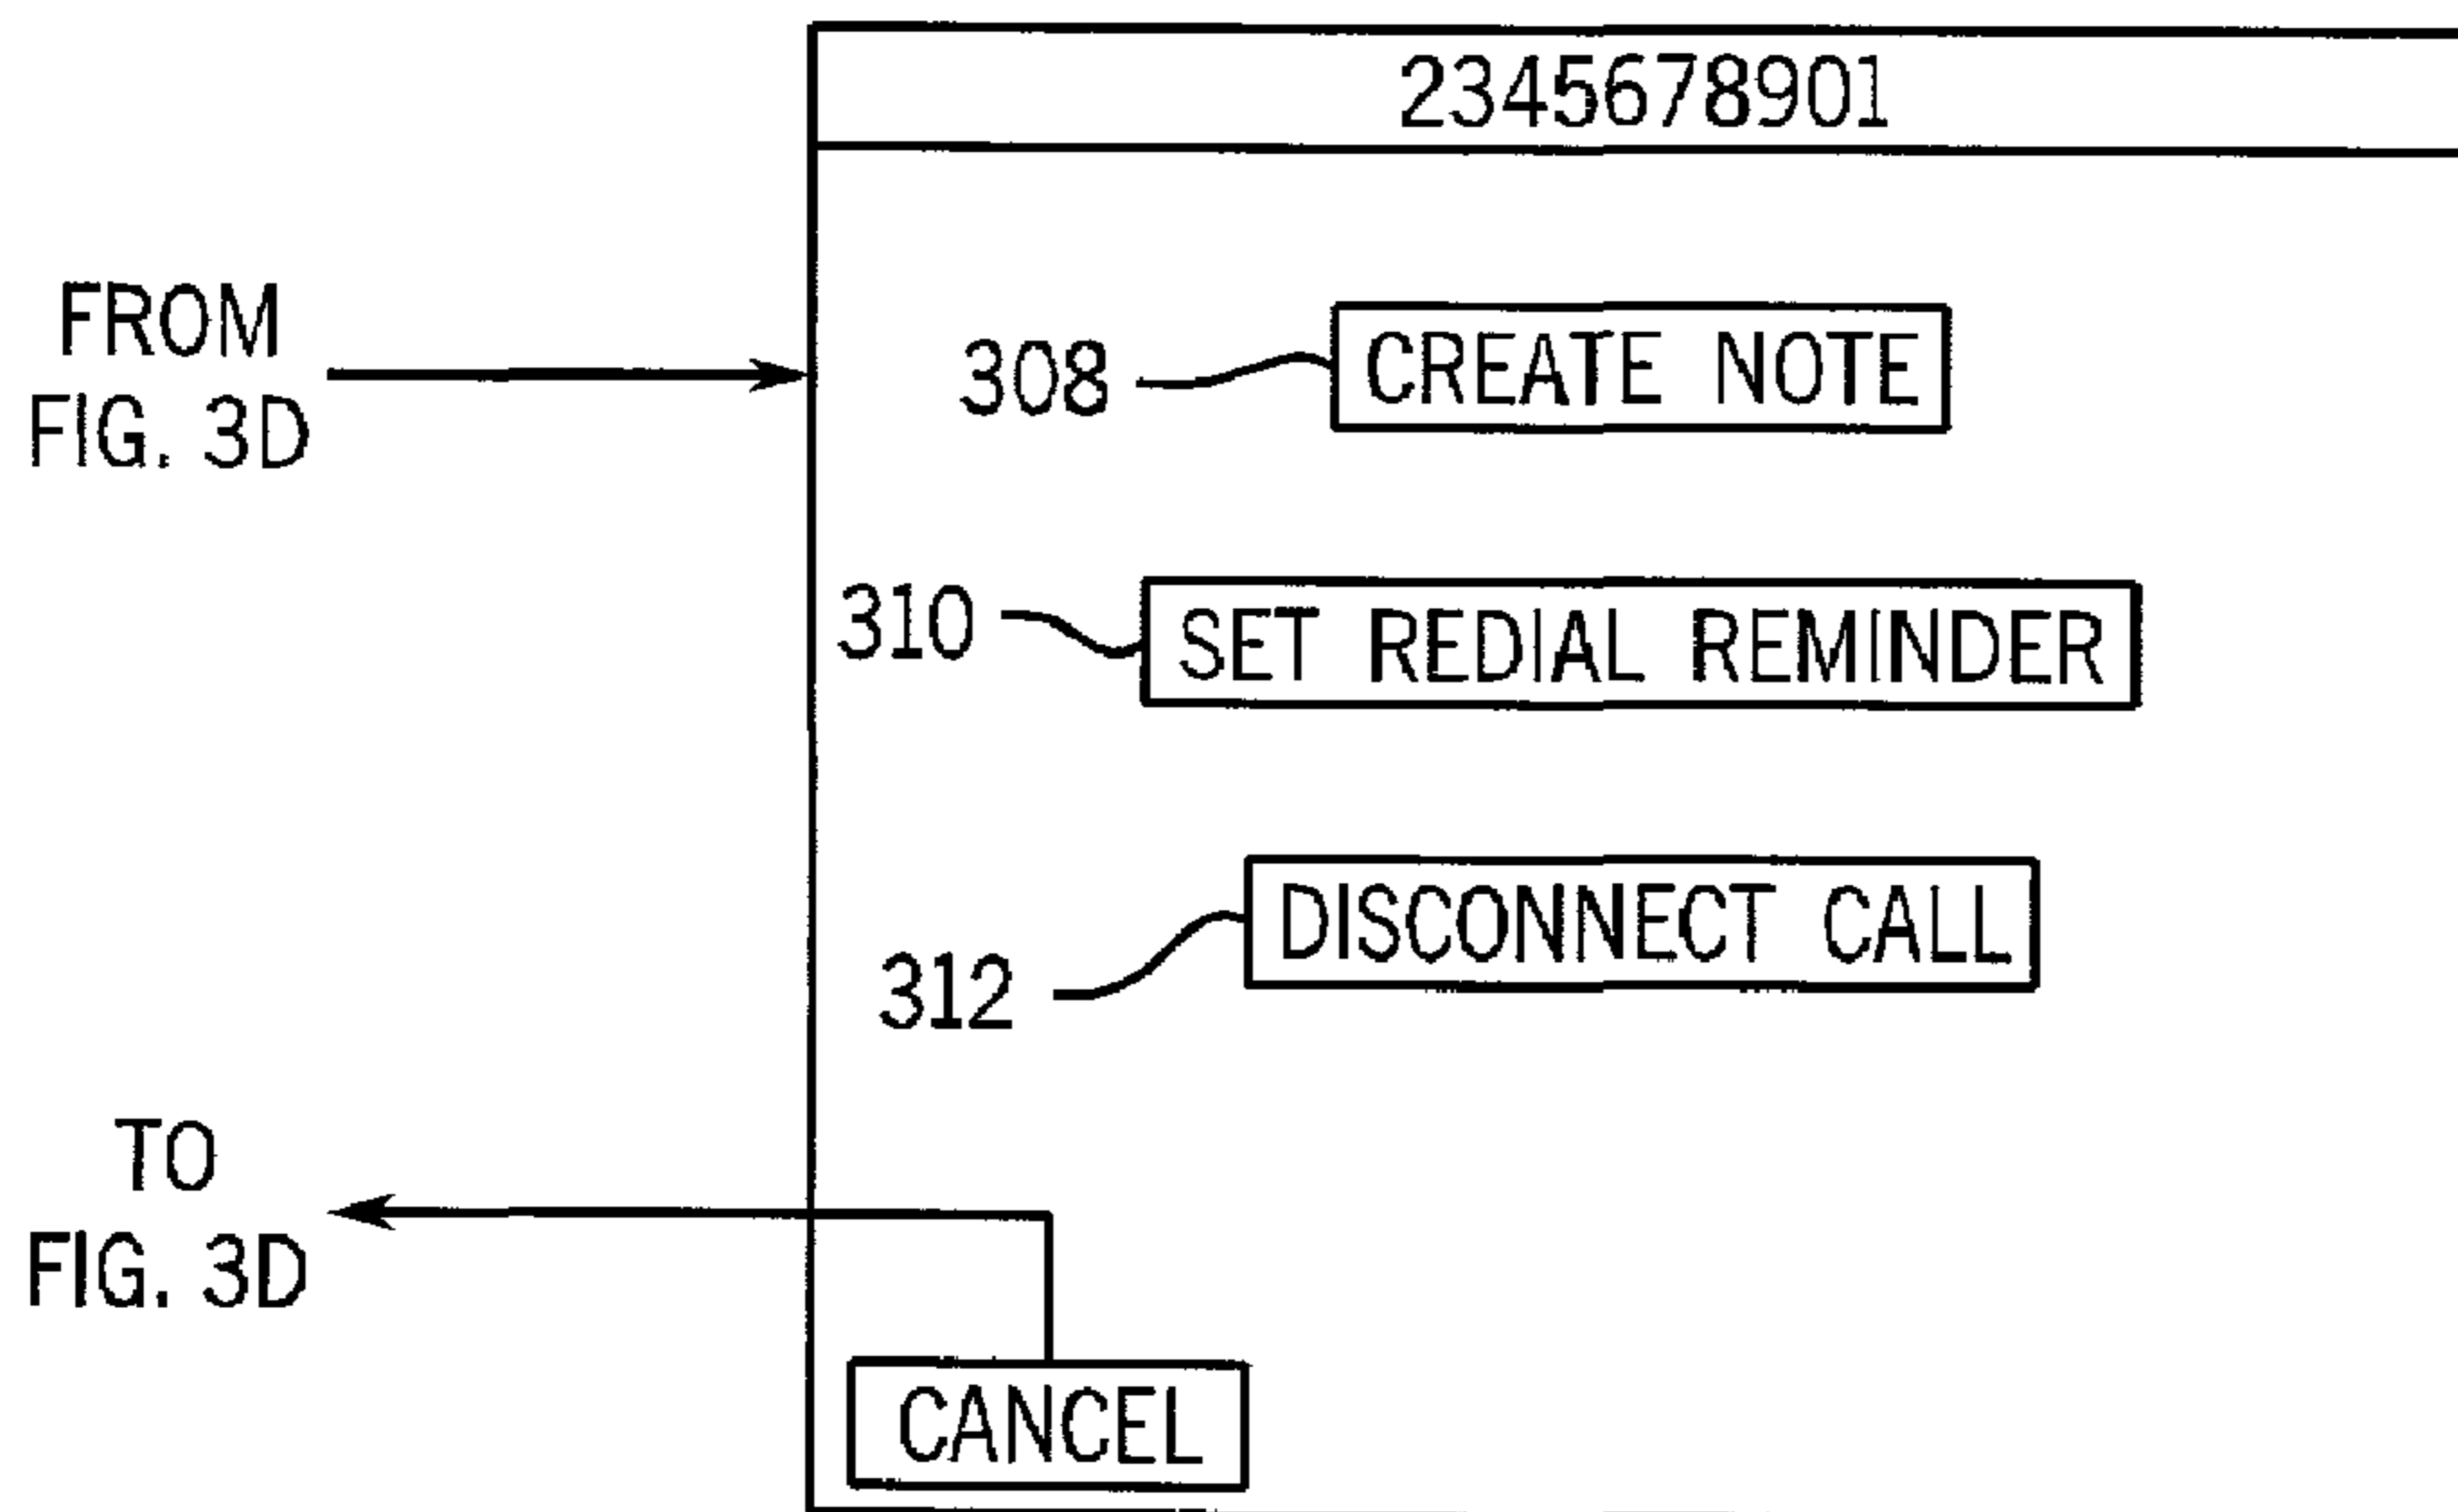 2345678901
FROM
FIG. 3D
308
CREATE NOTE
310
SET REDIAL REMINDER
312
DISCONNECT CALL
TO
FIG. 3D
CANCEL